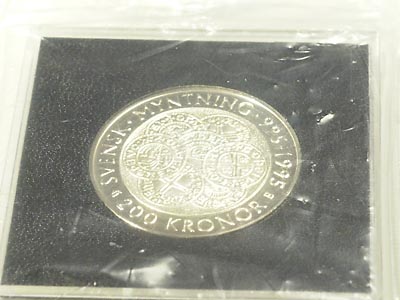 SVENSK · MYNTNING · 995-1995
200 KRONOR
B